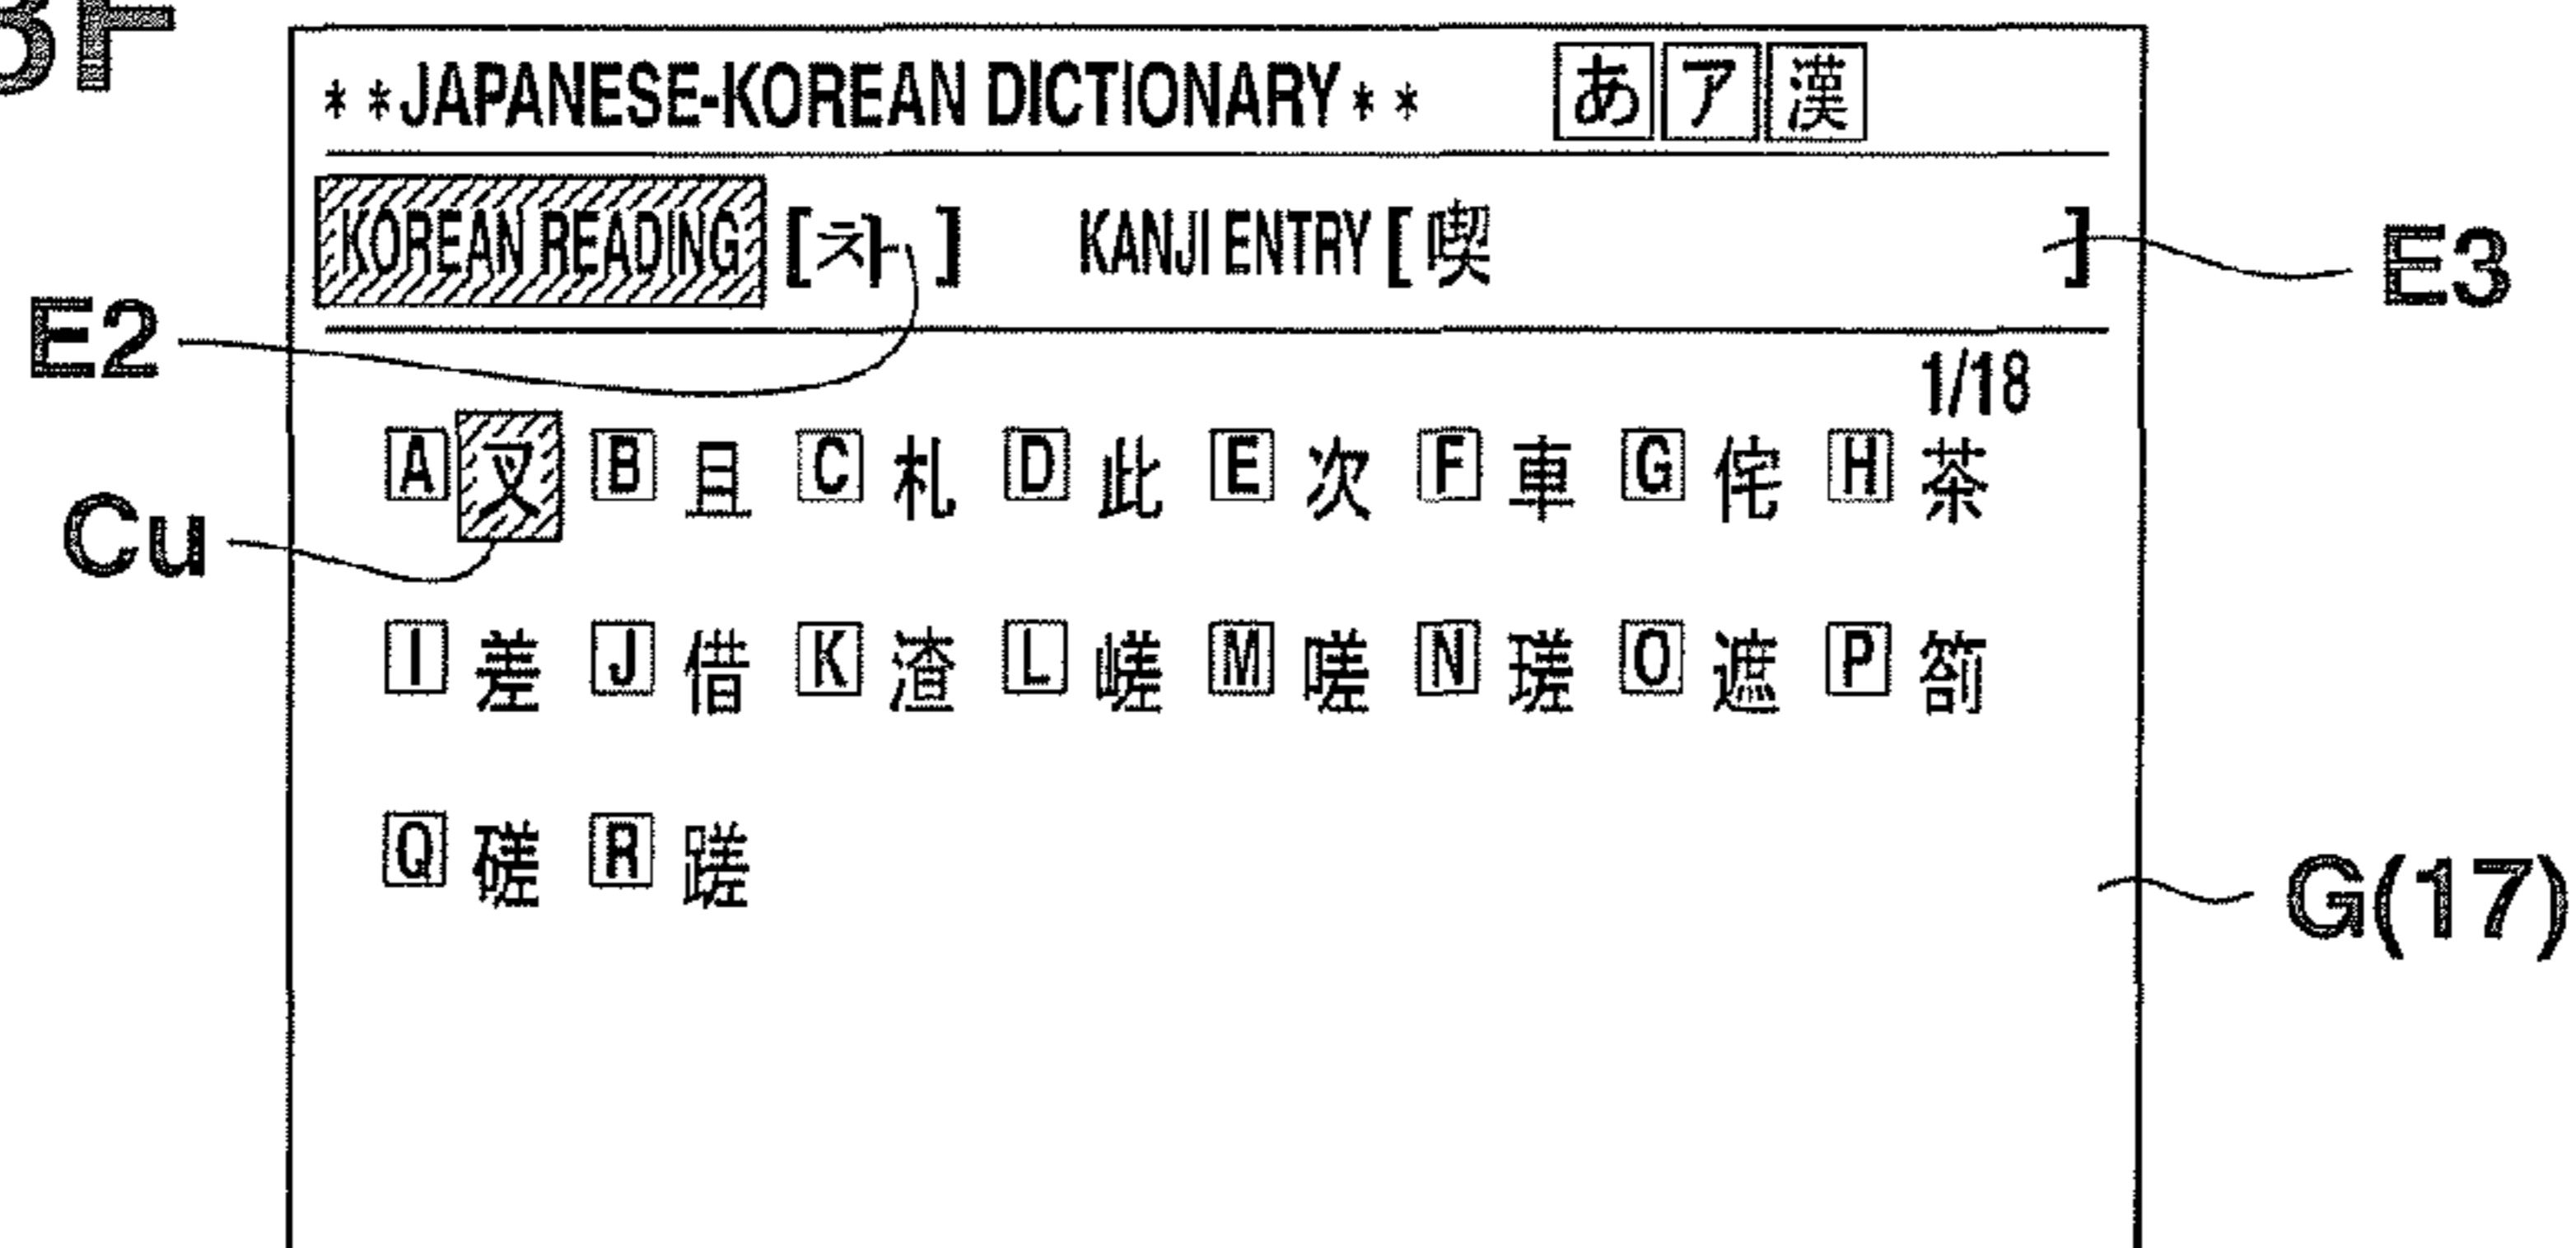 3F
**JAPANESE-KOREAN DICTIONARY** あ ア 漢
KOREAN READING [차 ] KANJI ENTRY [喫 ] E3
E2
1/18
A 叉 B 且 C 札 D 此 E 次 F 車 G 侘 H 茶
Cu
I 差 J 借 K 渣 L 嵯 M 嗟 N 瑳 O 遮 P 箚
Q 磋 R 蹉
G(17)